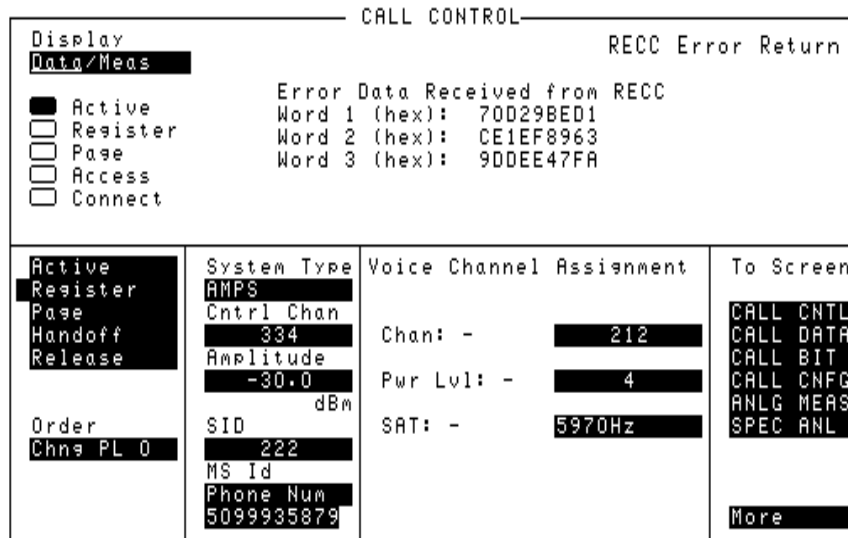 CALL CONTROL
Display
Data/Meas
RECC Error Return
Active
Register
Page
Access
Connect
Error Data Received from RECC
Word 1 (hex): 70D29BED1
Word 2 (hex): CE1EF8963
Word 3 (hex): 9DDEE47FA
Active
Register
Page
Handoff
Release
Order
Chng PL 0
System Type
AMPS
Cntrl Chan
334
Amplitude
-30.0
dBm
SID
222
MS Id
Phone Num
5099935879
Voice Channel Assignment
Chan: - 212
Pwr Lvl: - 4
SAT: - 5970Hz
To Screen
CALL CNTL
CALL DATA
CALL BIT
CALL CNFG
ANLG MEAS
SPEC ANL
More